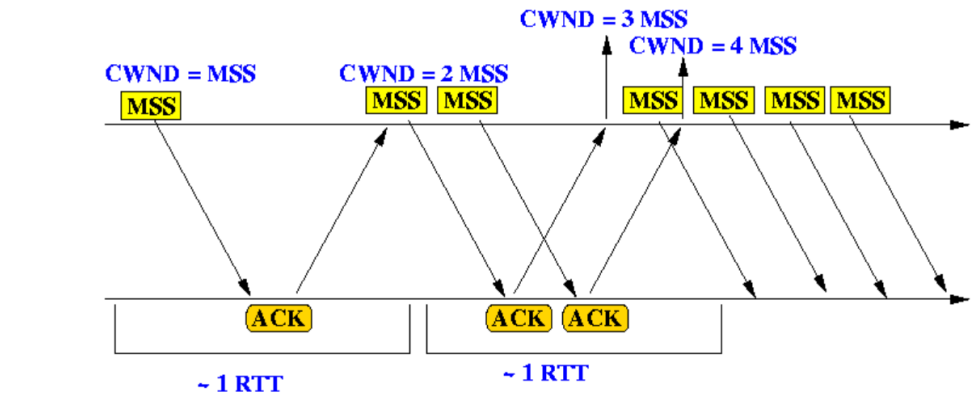 CWND = 3 MSS
CWND = 4 MSS
CWND = MSS
CWND = 2 MSS
MSS MSS MSS MSS MSS MSS MSS
ACK ACK ACK
~ 1 RTT
~ 1 RTT